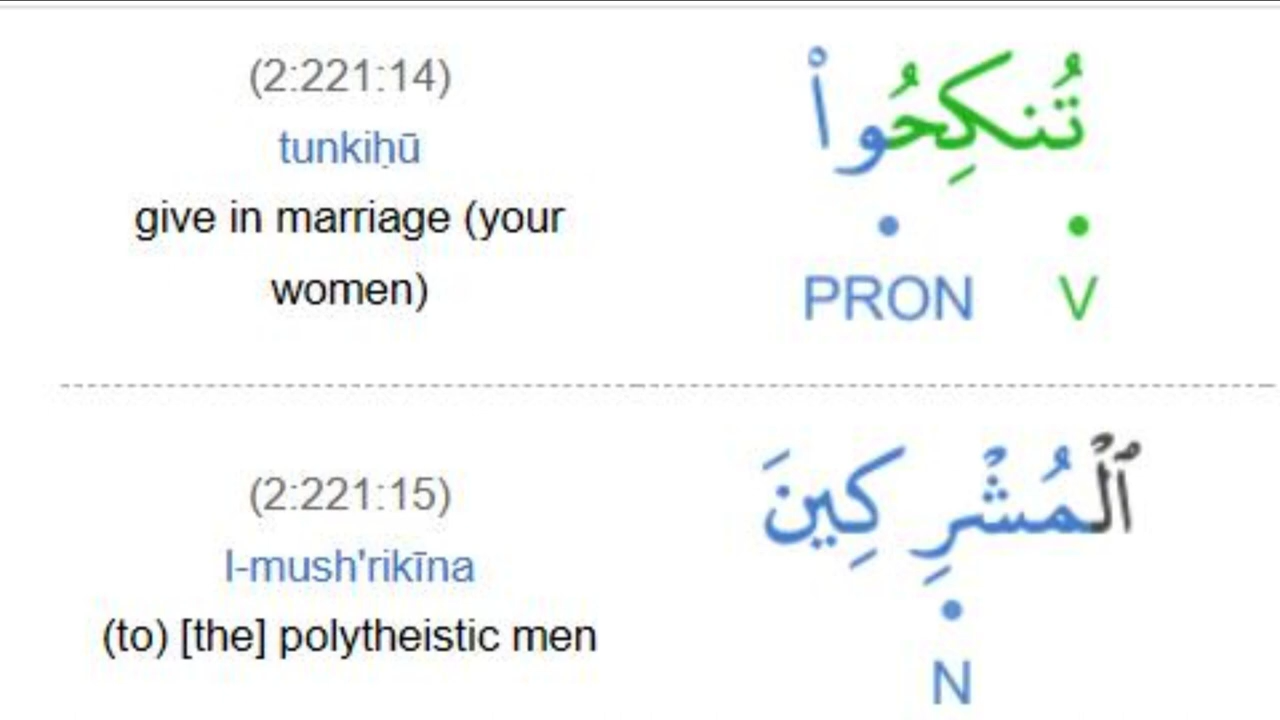 (2:221:14)
tunkiḥū
give in marriage (your
women)
تُنكِحُوا۟
PRON V
(2:221:15)
l-mush'rikīna
(to) [the] polytheistic men
ٱلْمُشْرِكِينَ
N